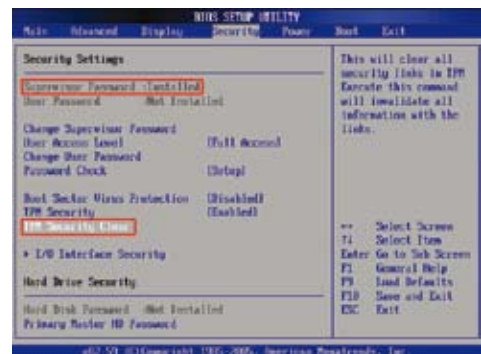 BIOS SETUP UTILITY
Main Advanced Display Security Power Boot Exit
Security Settings
Supervisor Password :Installed
User Password :Not Installed
Change Supervisor Password
User Access Level [Full Access]
Change User Password
Password Check [Setup]
Boot Sector Virus Protection [Disabled]
TPM Security [Enabled]
TPM Security Clear
I/O Interface Security
Hard Drive Security
Hard Disk Password :Not Installed
Primary Master HD Password
This will clear all
security links in TPM
Execute this command
will invalidate all
information with the
links.
↔ Select Screen
↑↓ Select Item
Enter Go to Sub Screen
F1 General Help
F9 Load Defaults
F10 Save and Exit
ESC Exit
(C)Copyright 1985-2005, American Megatrends, Inc.